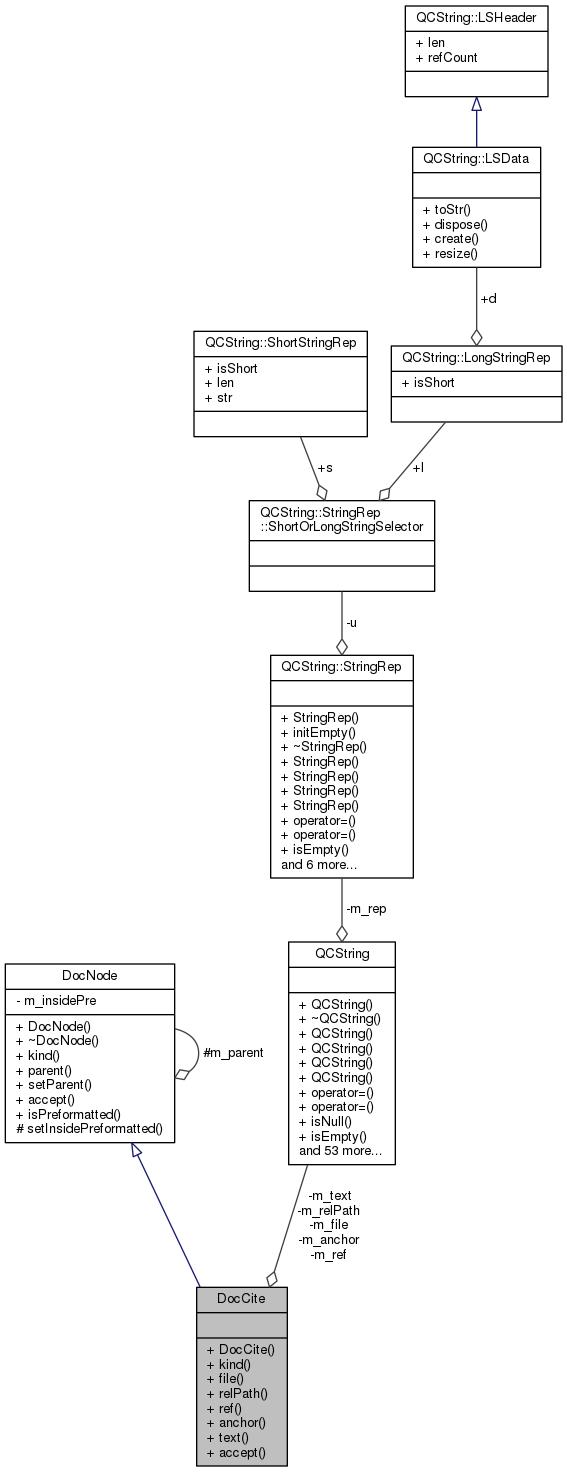 QCString::LSHeader
+ len
+ refCount
QCString::LSData
+ toStr()
+ dispose()
+ create()
+ resize()
+d
QCString::ShortStringRep
+ isShort
+ len
+ str
QCString::LongStringRep
+ isShort
+s
+l
QCString::StringRep
::ShortOrLongStringSelector
-u
QCString::StringRep
+ StringRep()
+ initEmpty()
+ ~StringRep()
+ StringRep()
+ StringRep()
+ StringRep()
+ StringRep()
+ operator=()
+ operator=()
+ isEmpty()
and 6 more...
-m_rep
DocNode
- m_insidePre
+ DocNode()
+ ~DocNode()
+ kind()
+ parent()
+ setParent()
+ accept()
+ isPreformatted()
# setInsidePreformatted()
#m_parent
QCString
+ QCString()
+ ~QCString()
+ QCString()
+ QCString()
+ QCString()
+ QCString()
+ operator=()
+ operator=()
+ isNull()
+ isEmpty()
and 53 more...
-m_text
-m_relPath
-m_file
-m_anchor
-m_ref
DocCite
+ DocCite()
+ kind()
+ file()
+ relPath()
+ ref()
+ anchor()
+ text()
+ accept()